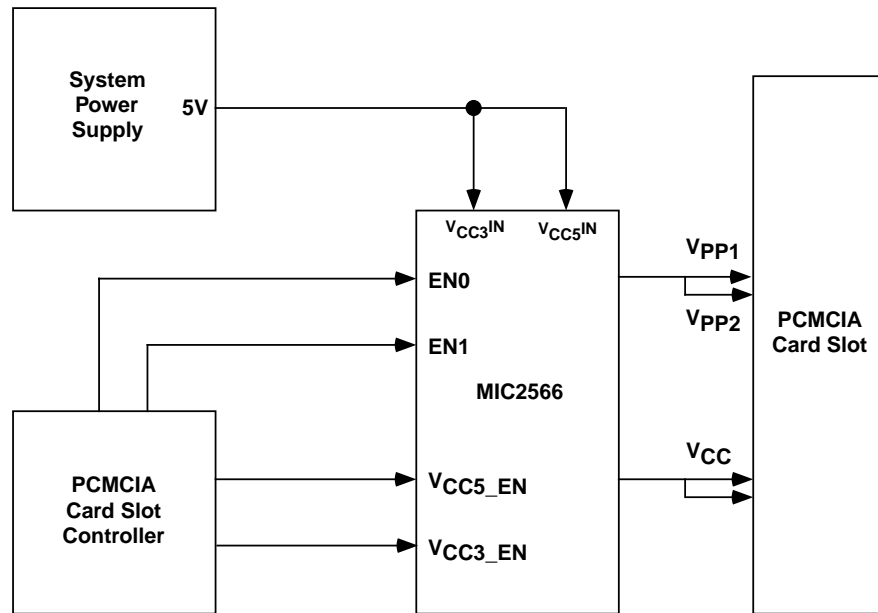 System
Power
Supply
5V
VCC3IN
VCC5IN
EN0
EN1
MIC2566
VCC5_EN
VCC3_EN
VPP1
VPP2
VCC
PCMCIA
Card Slot
PCMCIA
Card Slot
Controller